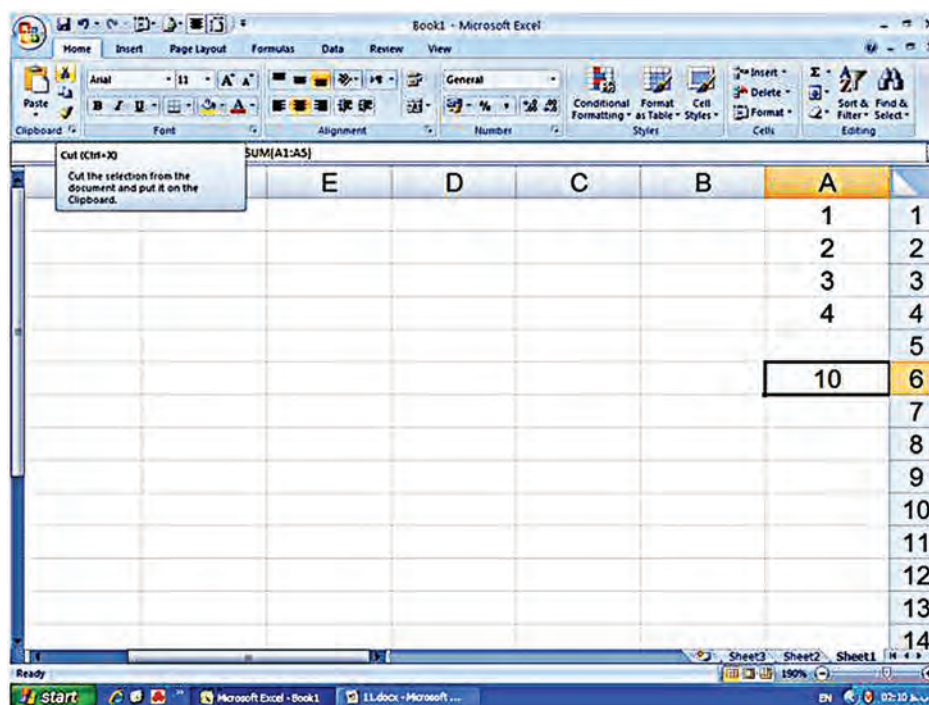 Book1 - Microsoft Excel
Home Insert Page Layout Formulas Data Review View
Arial 11 A A General Insert Σ
Paste B I U A % , Conditional Formatting Format as Table Cell Styles Delete Format Sort & Filter Find & Select
Clipboard Font Alignment Number Styles Cells Editing
SUM(A1:A5)
Cut (Ctrl+X)
Cut the selection from the
document and put it on the
Clipboard.
E D C B A
1 1
2 2
3 3
4 4
5
10 6
7
8
9
10
11
12
13
14
Sheet3 Sheet2 Sheet1
Ready 190%
start Microsoft Excel - Book1 11.docx - Microsoft ... EN 02:10